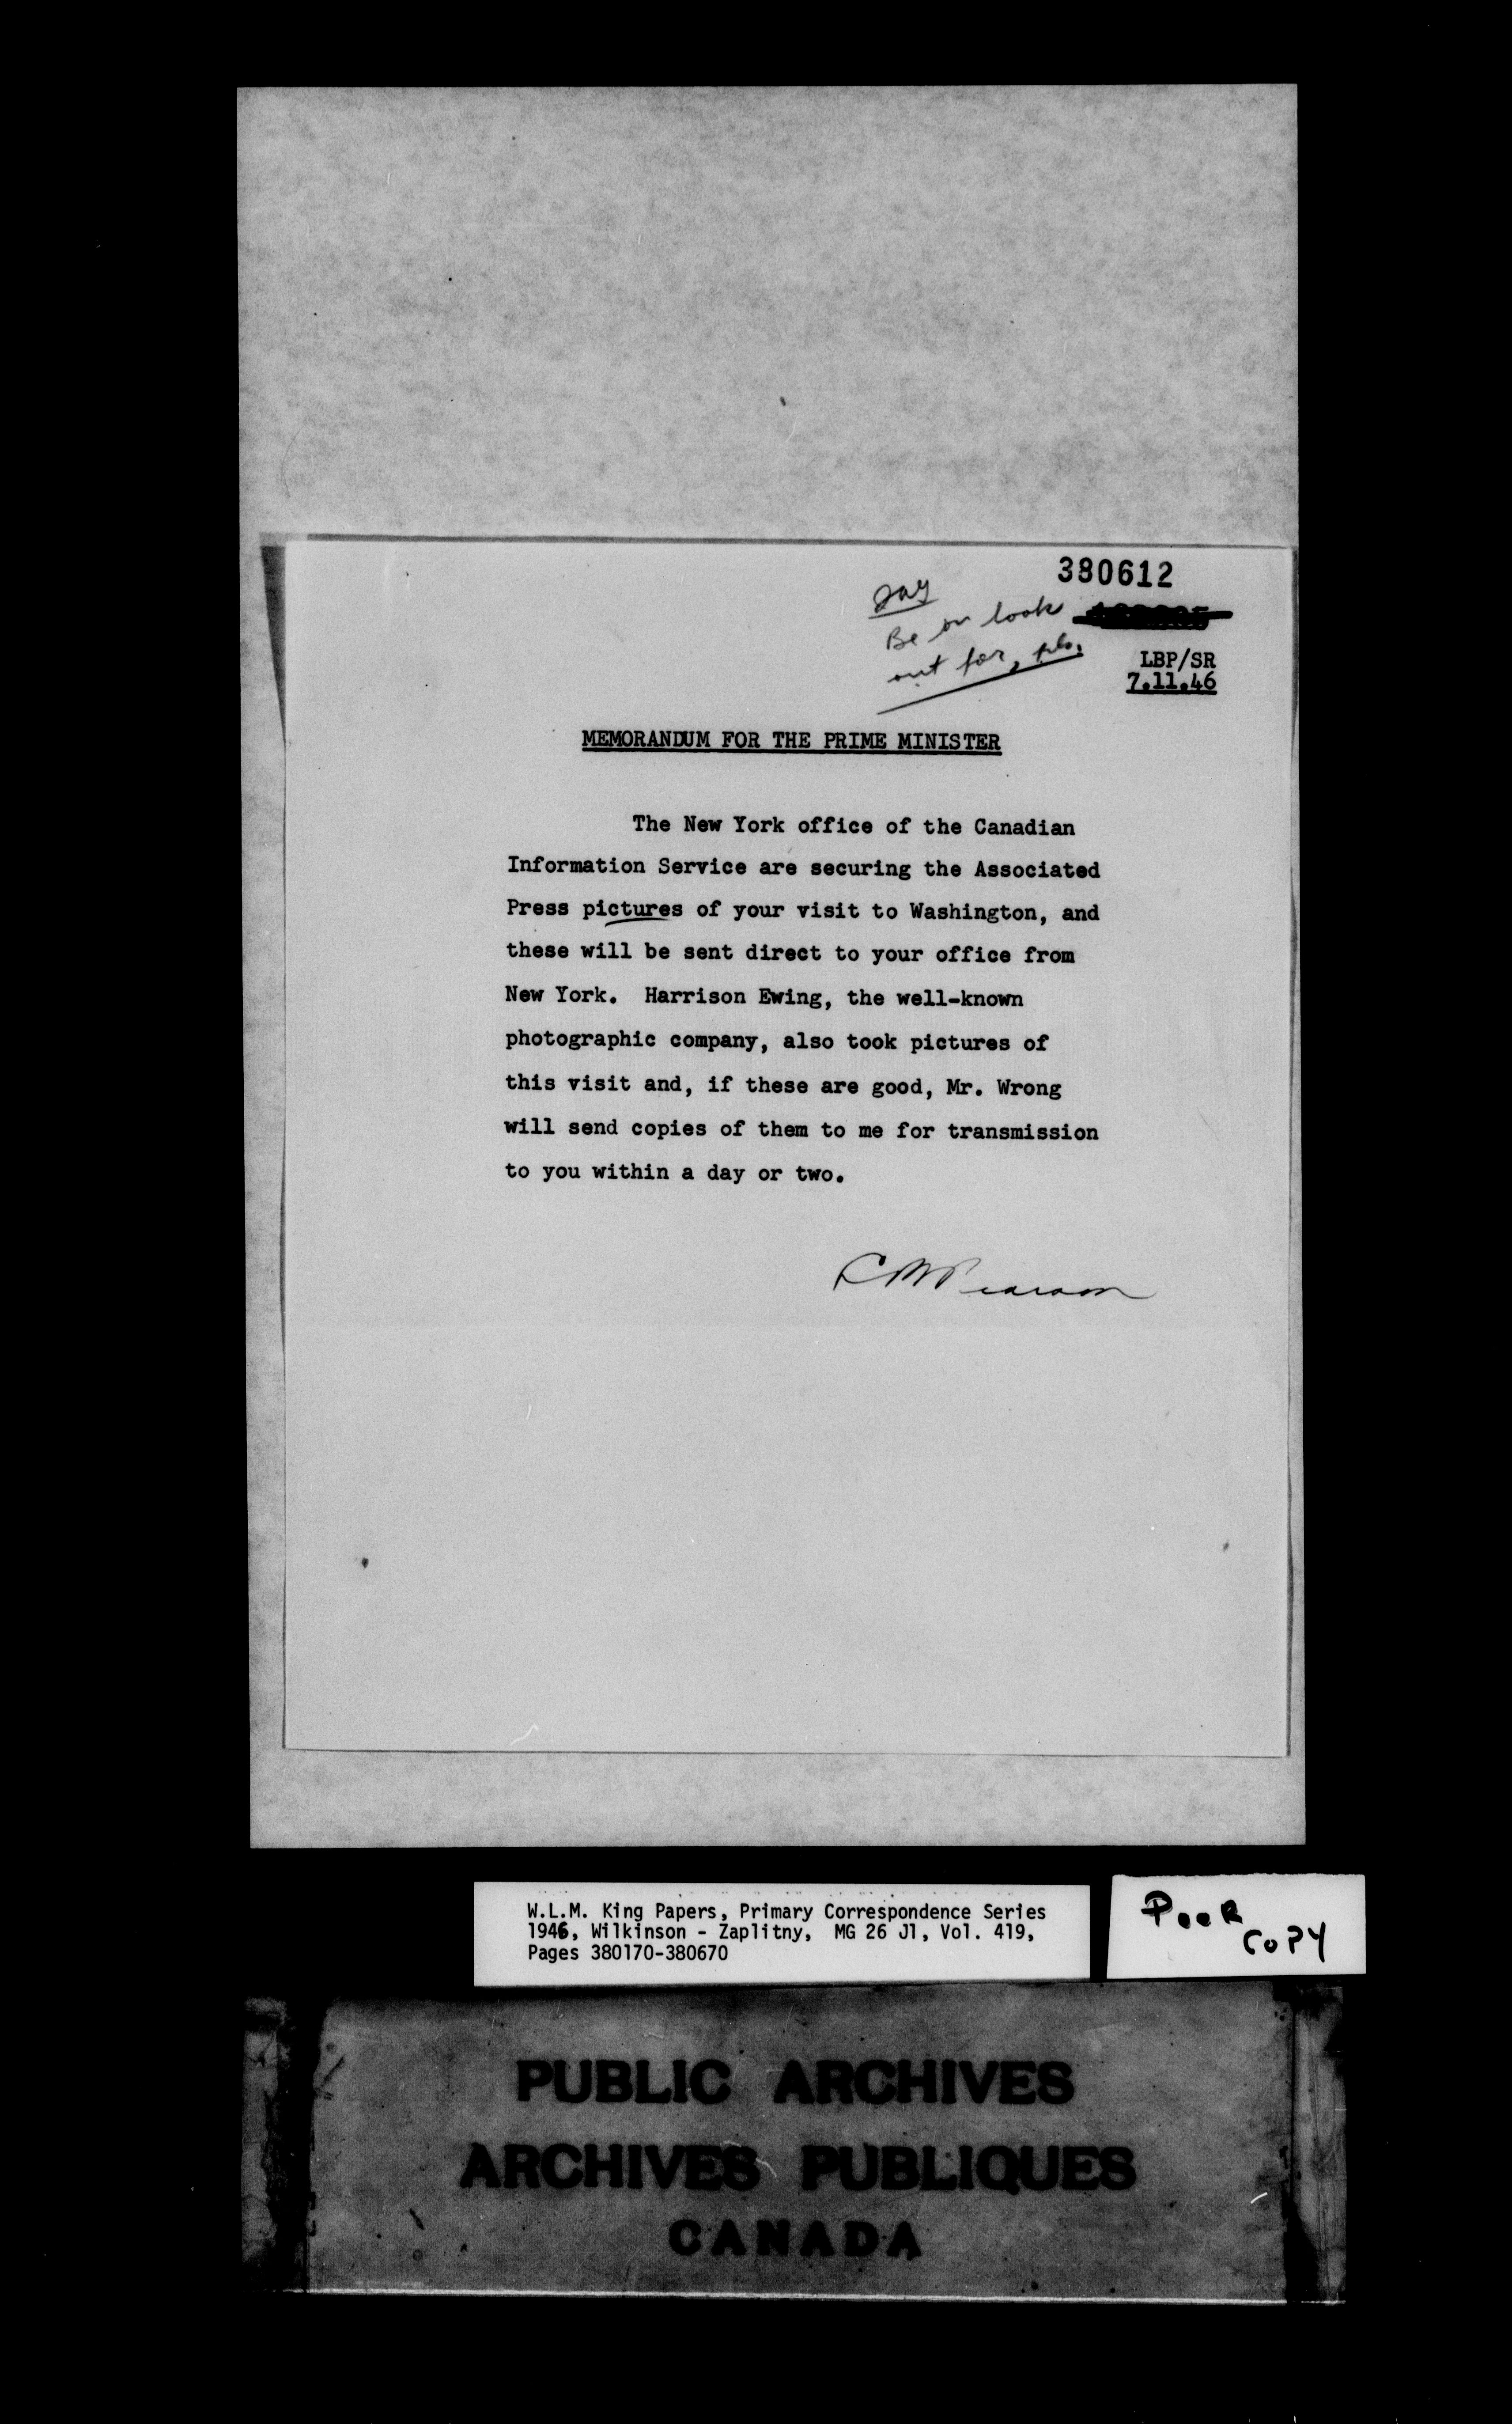 380612
Be on look
out for, pls.
LBP/SR
7.11.46
MEMORANDUM FOR THE PRIME MINISTER
The New York office of the Canadian
Information Service are securing the Associated
Press pictures of your visit to Washington, and
these will be sent direct to your office from
New York. Harrison Ewing, the well-known
photographic company, also took pictures of
this visit and, if these are good, Mr. Wrong
will send copies of them to me for transmission
to you within a day or two.
LBPearson
W.L.M. King Papers, Primary Correspondence Series
1946, Wilkinson - Zaplitny, MG 26 J1, Vol. 419,
Pages 380170-380670
PooR
CoPY
PUBLIC ARCHIVES
ARCHIVES PUBLIQUES
CANADA